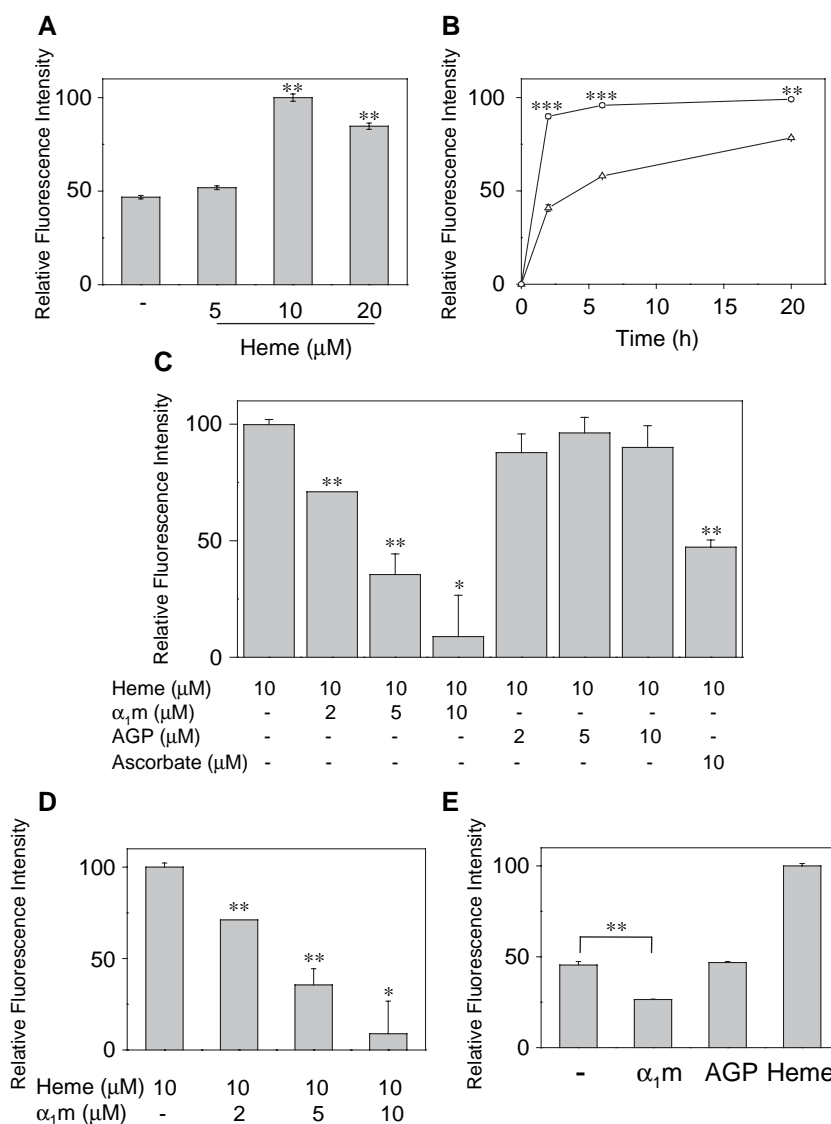 A
Relative Fluorescence Intensity
100
50
0
** **
- 5 10 20
Heme (μM)
B
Relative Fluorescence Intensity
100
50
0
*** *** **
0 5 10 15 20
Time (h)
C
Relative Fluorescence Intensity
100
50
0
** ** * **
Heme (μM) 10 10 10 10 10 10 10 10
α1m (μM) - 2 5 10 - - - -
AGP (μM) - - - - 2 5 10 -
Ascorbate (μM) - - - - - - - 10
D
Relative Fluorescence Intensity
100
50
0
** ** *
Heme (μM) 10 10 10 10
α1m (μM) - 2 5 10
E
Relative Fluorescence Intensity
100
50
0
**
- α1m AGP Heme